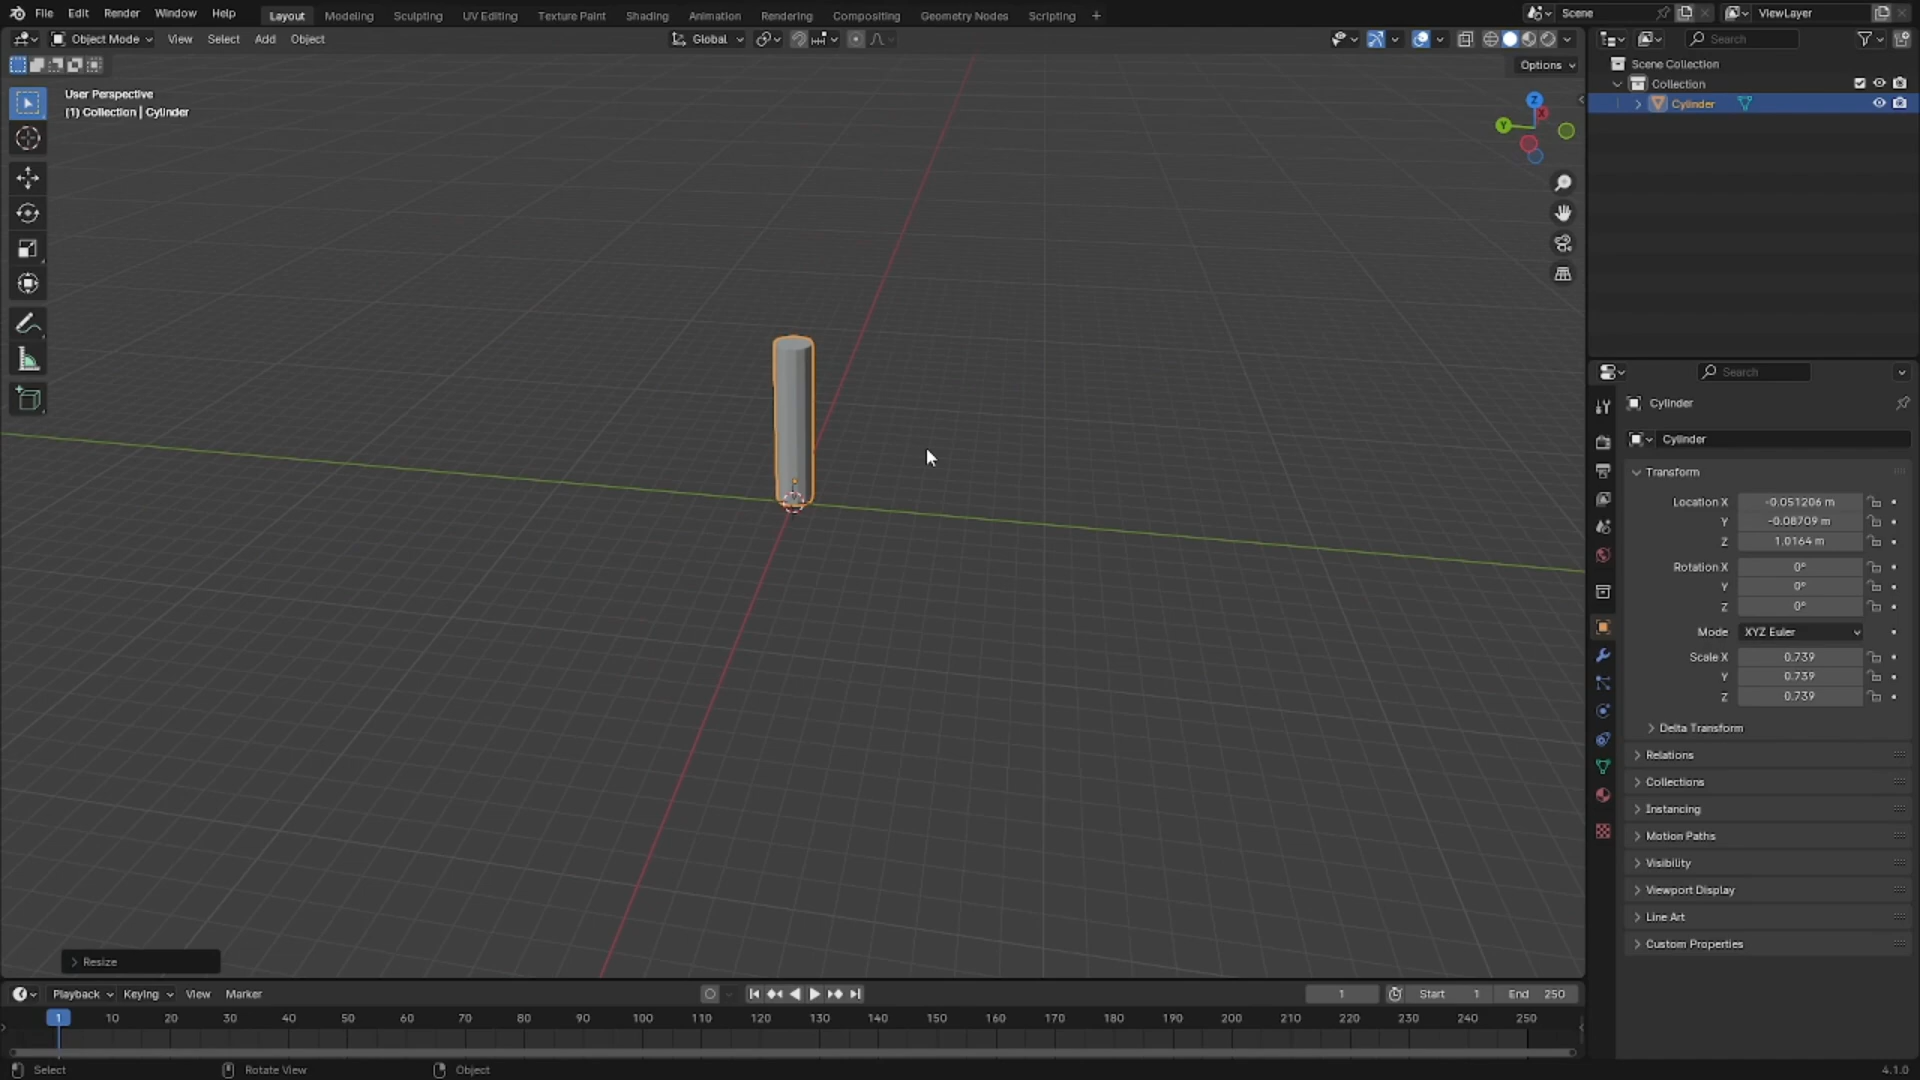 File Edit Render Window Help Layout Modeling Sculpting UV Editing Texture Paint Shading Animation Rendering Compositing Geometry Nodes Scripting + Scene ViewLayer
Object Mode View Select Add Object Global Search
Options
User Perspective
(1) Collection | Cylinder
Z
X
Y
Scene Collection
Collection
Cylinder
Search
Cylinder
Cylinder
Transform
Location X -0.051206 m
Y -0.08709 m
Z 1.0164 m
Rotation X 0°
Y 0°
Z 0°
Mode XYZ Euler
Scale X 0.739
Y 0.739
Z 0.739
Delta Transform
Relations
Collections
Instancing
Motion Paths
Visibility
Viewport Display
Line Art
Custom Properties
Resize
Playback Keying View Marker 1 Start 1 End 250
1 10 20 30 40 50 60 70 80 90 100 110 120 130 140 150 160 170 180 190 200 210 220 230 240 250
Select Rotate View Object 4.1.0